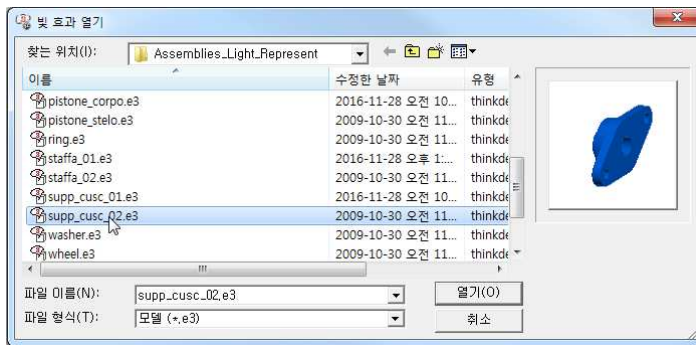 빛 효과 열기
찾는 위치(I): Assemblies_Light_Represent
이름 수정한 날짜 유형
pistone_corpo.e3 2016-11-28 오전 10... thinkde
pistone_stelo.e3 2009-10-30 오전 11... thinkde
ring.e3 2009-10-30 오전 11... thinkde
staffa_01.e3 2016-11-28 오후 1:... thinkde
staffa_02.e3 2009-10-30 오전 11... thinkde
supp_cusc_01.e3 2016-11-28 오전 10... thinkde
supp_cusc_02.e3 2009-10-30 오전 11... thinkde
washer.e3 2009-10-30 오전 11... thinkde
wheel.e3 2009-10-30 오전 11... thinkde
파일 이름(N): supp_cusc_02.e3 열기(O)
파일 형식(T): 모델 (*.e3) 취소